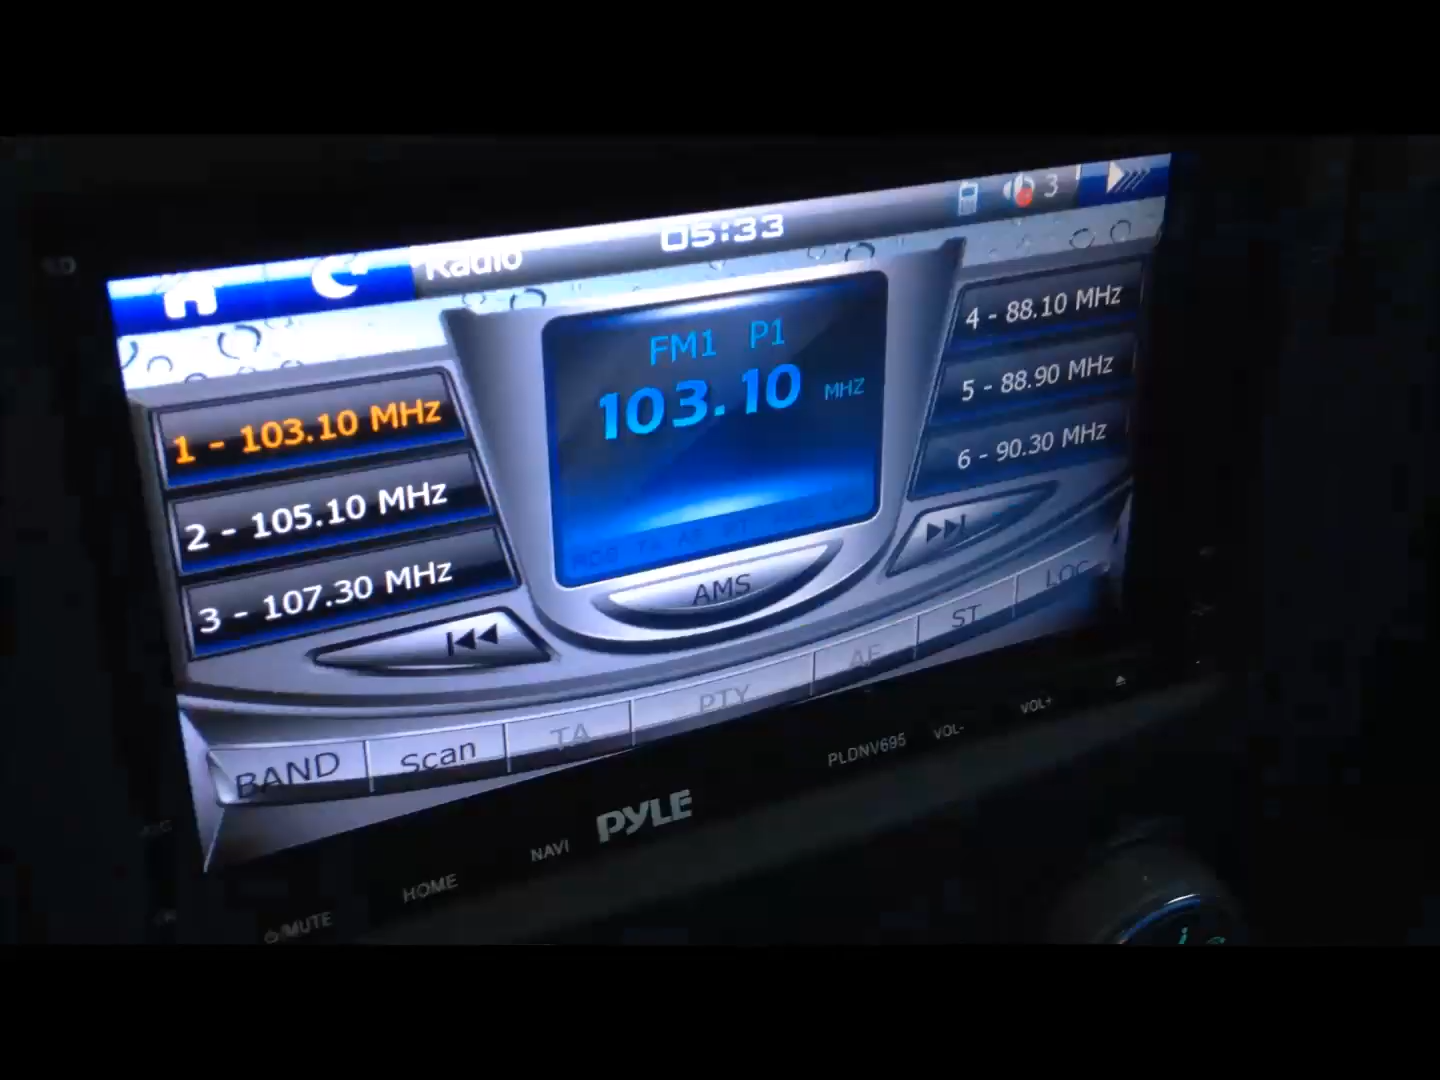 Radio
05:33
3
FM1 P1
103.10 MHZ
1 - 103.10 MHz
2 - 105.10 MHz
3 - 107.30 MHz
4 - 88.10 MHz
5 - 88.90 MHz
6 - 90.30 MHz
AMS
BAND Scan TA PTY AF ST LOC
PLDNV695 VOL- VOL+
PYLE
/MUTE HOME NAVI